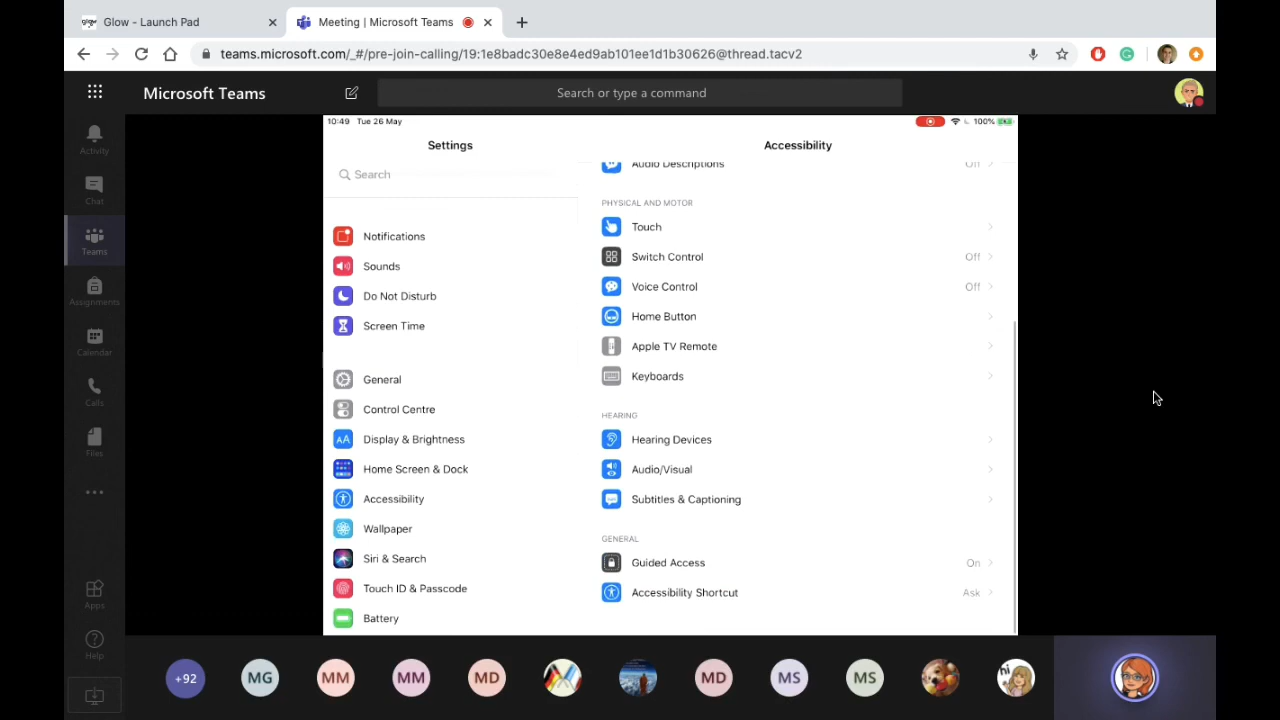 Glow - Launch Pad
Meeting | Microsoft Teams
teams.microsoft.com/_#/pre-join-calling/19:1e8badc30e8e4ed9ab101ee1d1b30626@thread.tacv2
Microsoft Teams
Search or type a command
Activity
Chat
Teams
Assignments
Calendar
Calls
Files
Apps
Help
10:49 Tue 26 May
100%
Settings
Search
Notifications
Sounds
Do Not Disturb
Screen Time
General
Control Centre
AA Display & Brightness
Home Screen & Dock
Accessibility
Wallpaper
Siri & Search
Touch ID & Passcode
Battery
Accessibility
Audio Descriptions Off
PHYSICAL AND MOTOR
Touch
Switch Control Off
Voice Control Off
Home Button
Apple TV Remote
Keyboards
HEARING
Hearing Devices
Audio/Visual
Subtitles & Captioning
GENERAL
Guided Access On
Accessibility Shortcut Ask
+92
MG
MM
MM
MD
MD
MS
MS
hi